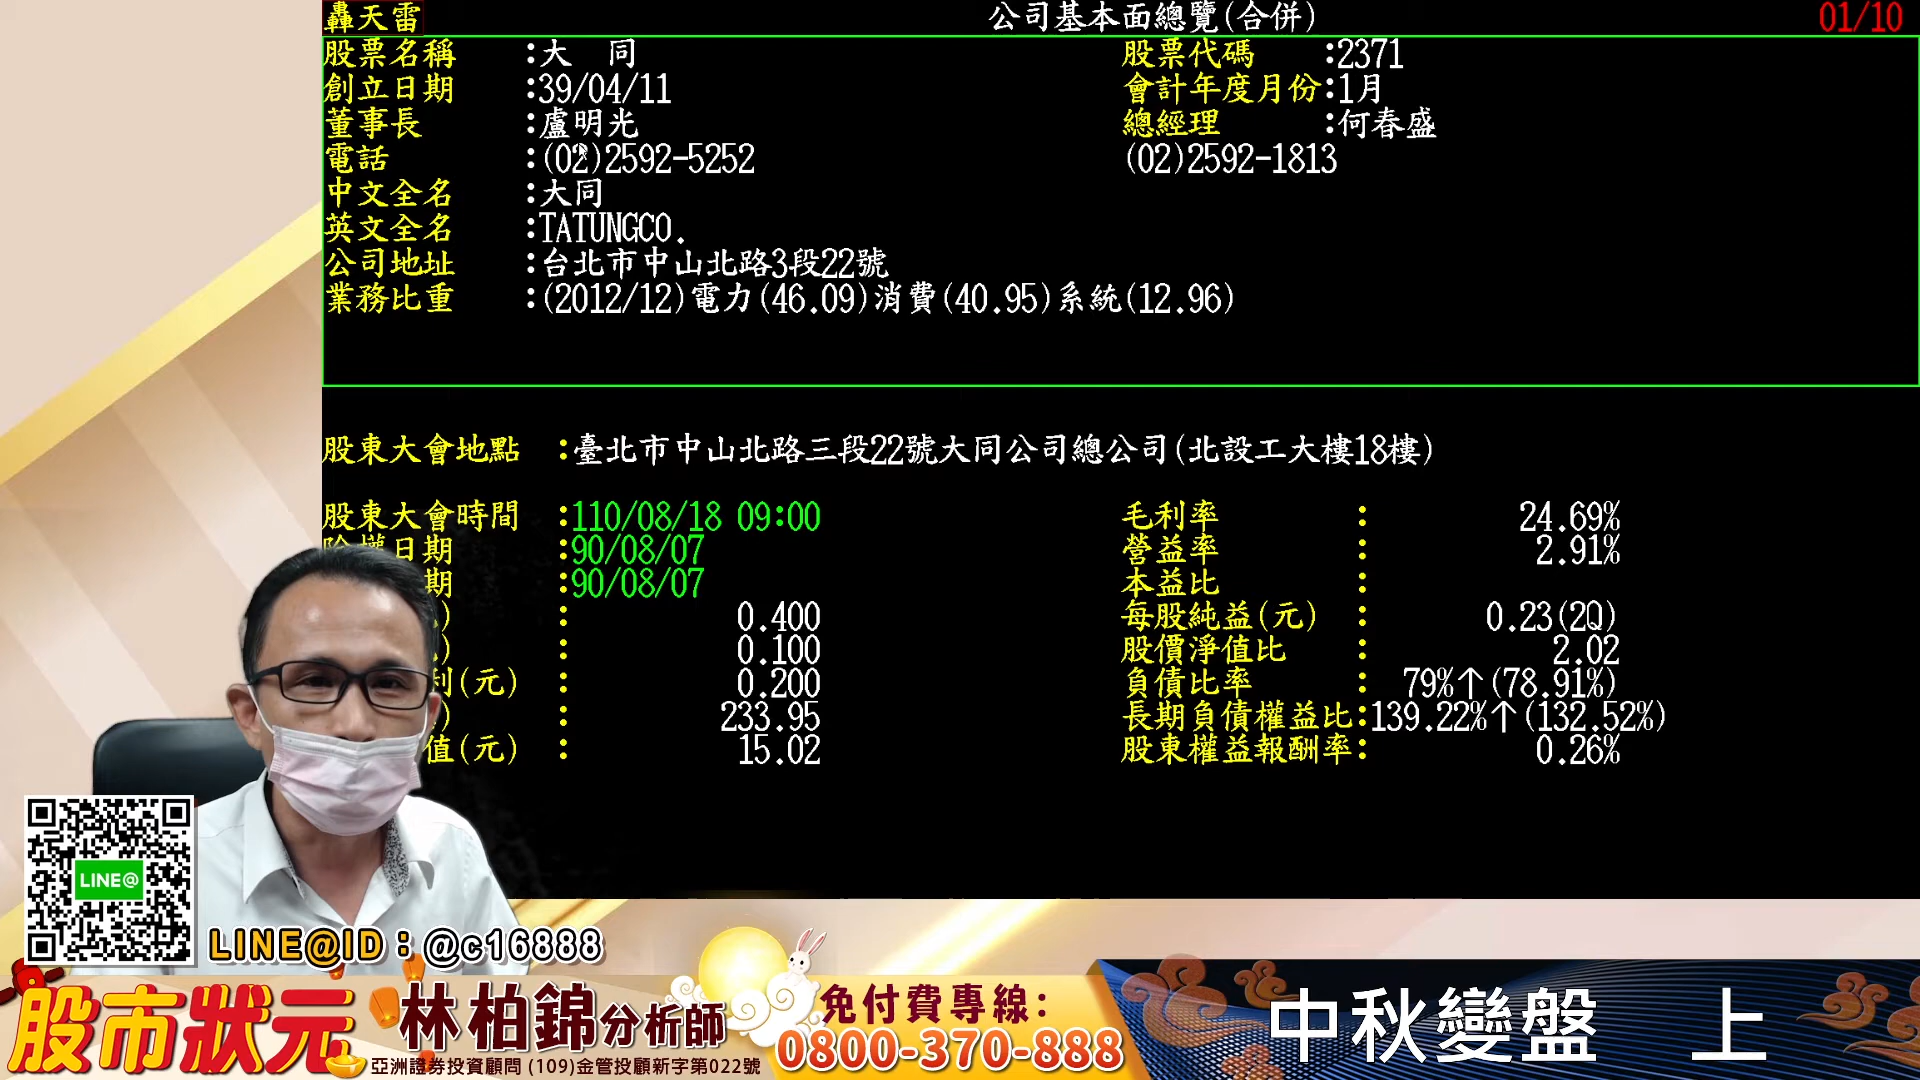 轟天雷 公司基本面總覽(合併) 01/10
股票名稱 :大 同 股票代碼 :2371
創立日期 :39/04/11 會計年度月份:1月
董事長 :盧明光 總經理 :何春盛
電話 :(02)2592-5252 (02)2592-1813
中文全名 :大同
英文全名 :TATUNGCO.
公司地址 :台北市中山北路3段22號
業務比重 :(2012/12)電力(46.09)消費(40.95)系統(12.96)
股東大會地點 :臺北市中山北路三段22號大同公司總公司(北設工大樓18樓)
股東大會時間 :110/08/18 09:00 毛利率 : 24.69%
除權日期 :90/08/07 營益率 : 2.91%
期 :90/08/07 本益比 :
) : 0.400 每股純益(元) : 0.23(2Q)
) : 0.100 股價淨值比 : 2.02
利(元) : 0.200 負債比率 : 79%↑(78.91%)
) : 233.95 長期負債權益比:139.22%↑(132.52%)
值(元) : 15.02 股東權益報酬率: 0.26%
LINE@
LINE@ID：@c16888
股市狀元 林柏錦分析師
亞洲證券投資顧問 (109)金管投顧新字第022號
免付費專線：
0800-370-888
中秋變盤 上